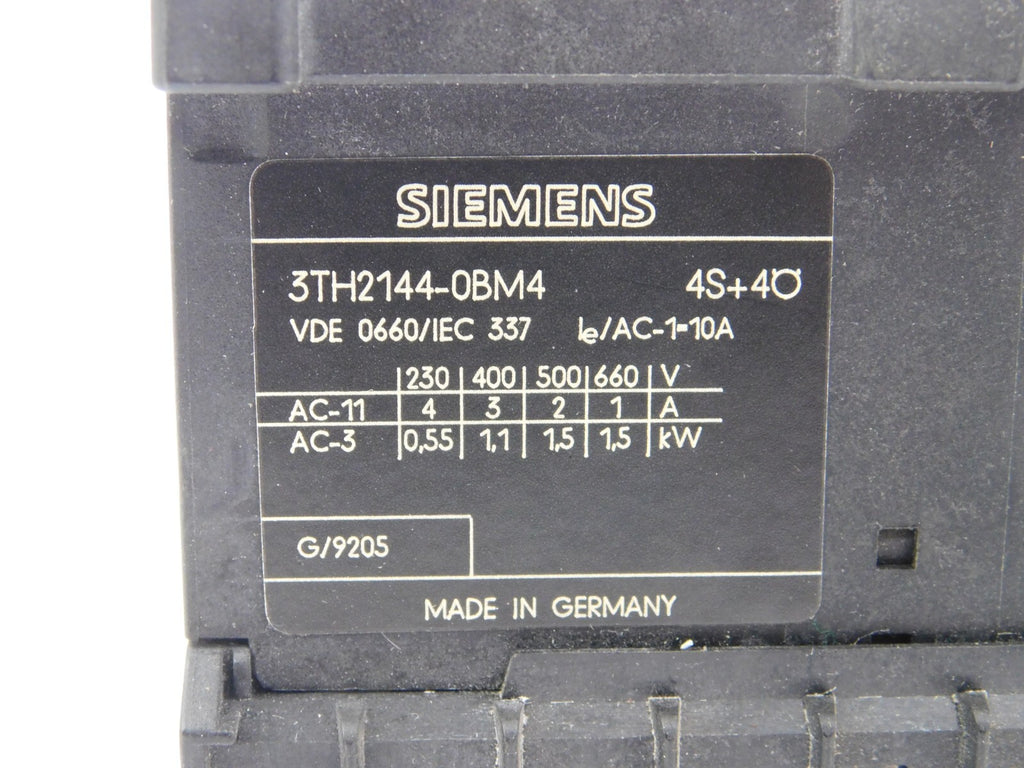 SIEMENS
3TH2144-0BM4 4S+4Ö
VDE 0660/IEC 337 Ie/AC-1=10A
230 400 500 660 V
AC-11 4 3 2 1 A
AC-3 0,55 1,1 1,5 1,5 kW
G/9205
MADE IN GERMANY